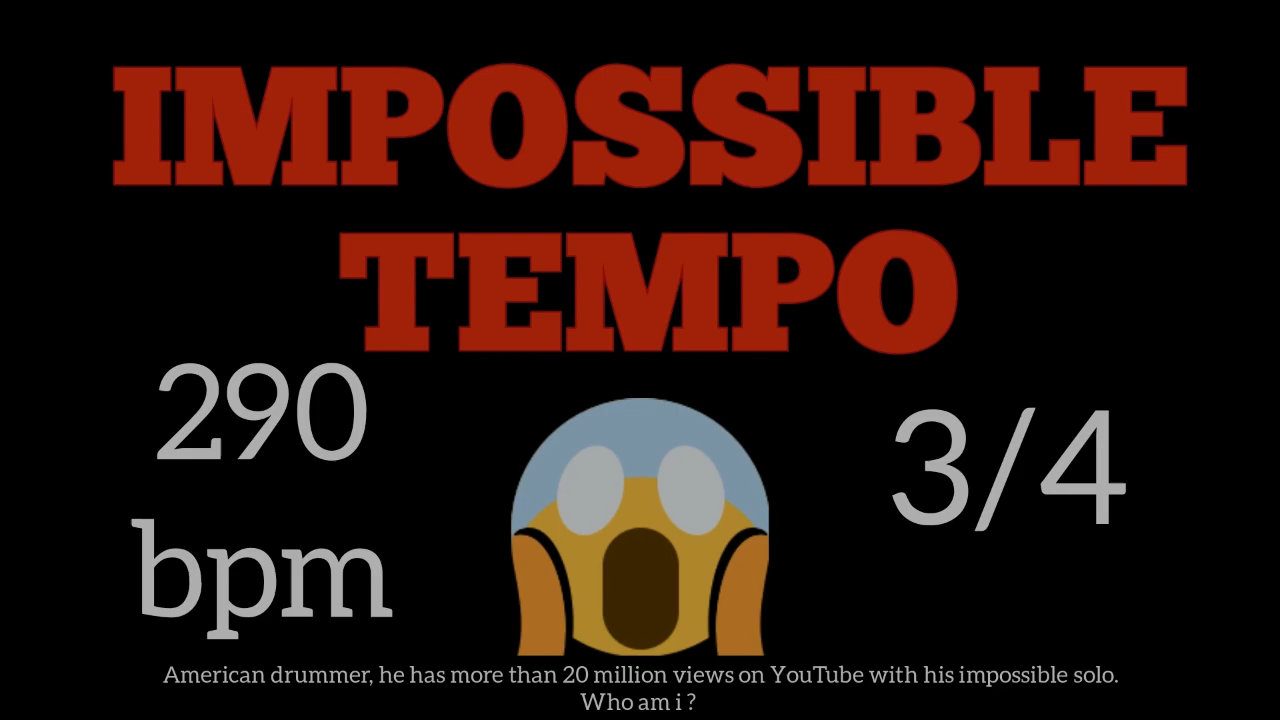 IMPOSSIBLE
TEMPO
290
bpm
3/4
American drummer, he has more than 20 million views on YouTube with his impossible solo.
Who am i ?